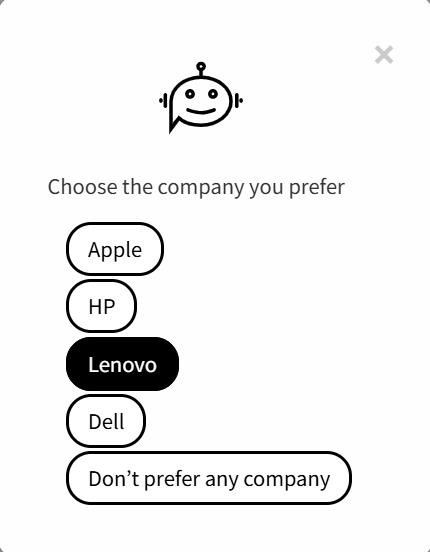 Choose the company you prefer
Apple
HP
Lenovo
Dell
Don’t prefer any company